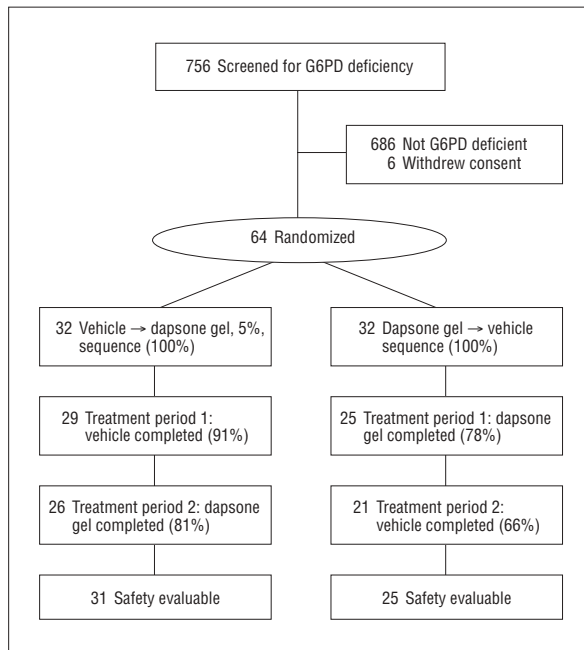 756 Screened for G6PD deficiency
686 Not G6PD deficient
6 Withdrew consent
64 Randomized
32 Vehicle → dapsone gel, 5%,
sequence (100%)
32 Dapsone gel → vehicle
sequence (100%)
29 Treatment period 1:
vehicle completed (91%)
25 Treatment period 1: dapsone
gel completed (78%)
26 Treatment period 2: dapsone
gel completed (81%)
21 Treatment period 2:
vehicle completed (66%)
31 Safety evaluable
25 Safety evaluable